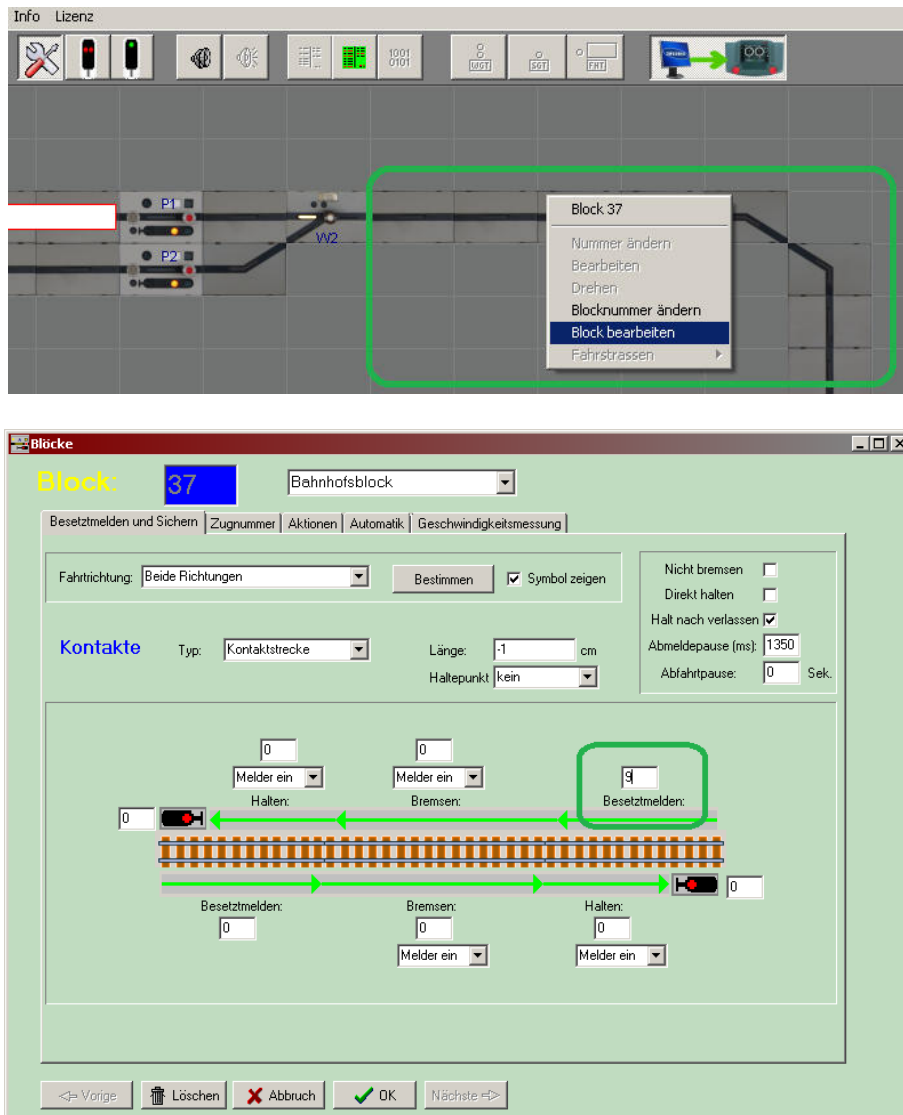 Info Lizenz
1001
0101
WGT
SGT
FHT
P1
W2
P2
Block 37
Nummer ändern
Bearbeiten
Drehen
Blocknummer ändern
Block bearbeiten
Fahrstrassen
Blöcke
Block: 37 Bahnhofsblock
Besetztmelden und Sichern Zugnummer Aktionen Automatik Geschwindigkeitsmessung
Fahrtrichtung: Beide Richtungen Bestimmen Symbol zeigen
Nicht bremsen
Direkt halten
Halt nach verlassen
Abmeldepause (ms): 1350
Abfahrtpause: 0 Sek.
Kontakte Typ: Kontaktstrecke Länge: -1 cm
Haltepunkt kein
0 0 9
Melder ein Melder ein
Halten: Bremsen: Besetztmelden:
0
0
Besetztmelden: Bremsen: Halten:
0 0 0
Melder ein Melder ein
Vorige Löschen Abbruch OK Nächste